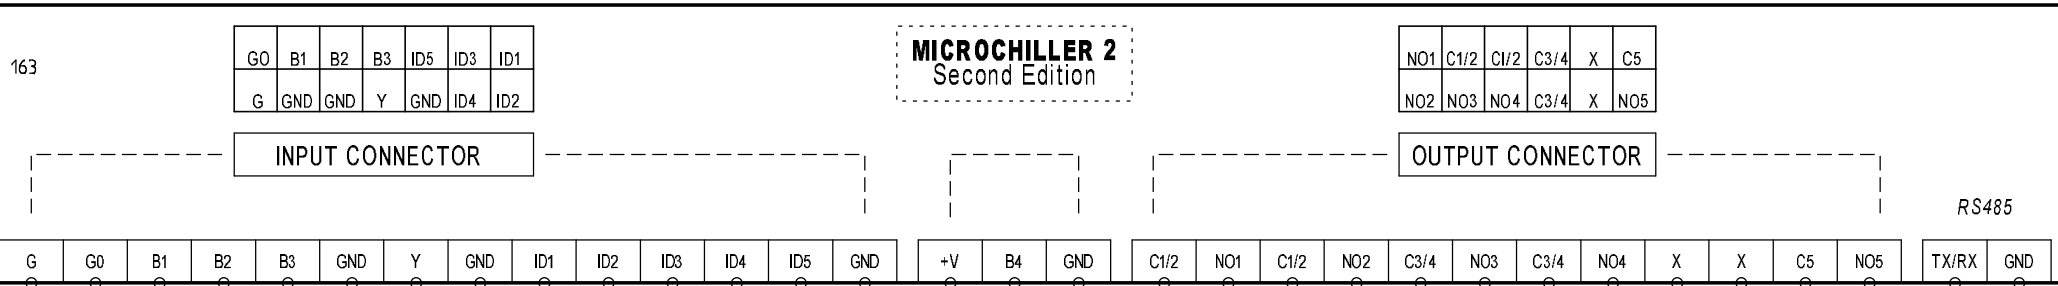 163
G0 B1 B2 B3 ID5 ID3 ID1
G GND GND Y GND ID4 ID2
INPUT CONNECTOR
MICROCHILLER 2
Second Edition
NO1 C1/2 CI/2 C3/4 X C5
NO2 NO3 NO4 C3/4 X NO5
OUTPUT CONNECTOR
RS485
G G0 B1 B2 B3 GND Y GND ID1 ID2 ID3 ID4 ID5 GND +V B4 GND C1/2 NO1 C1/2 NO2 C3/4 NO3 C3/4 NO4 X X C5 NO5 TX/RX GND